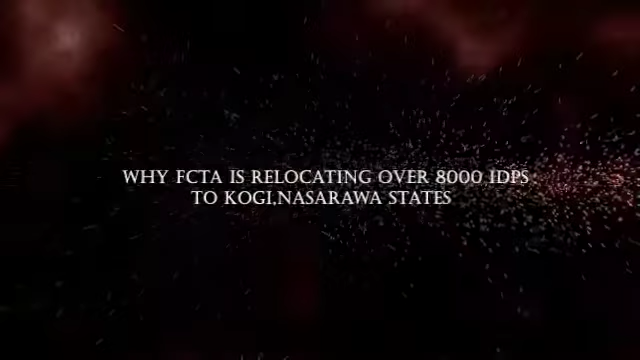 WHY FCTA IS RELOCATING OVER 8000 IDPS
TO KOGI,NASARAWA STATES